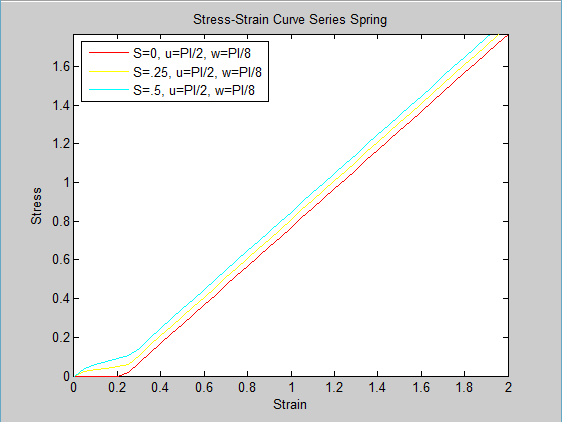 Stress-Strain Curve Series Spring
S=0, u=PI/2, w=PI/8
S=.25, u=PI/2, w=PI/8
S=.5, u=PI/2, w=PI/8
1.6
1.4
1.2
1
0.8
0.6
0.4
0.2
0
Stress
0 0.2 0.4 0.6 0.8 1 1.2 1.4 1.6 1.8 2
Strain